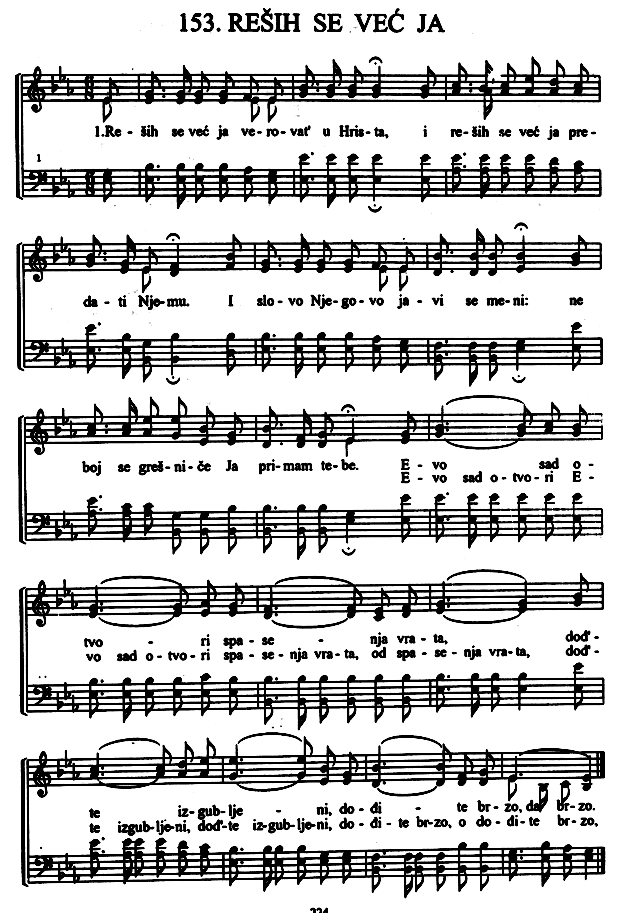 153. REŠIH SE VEĆ JA
1
1.Re - ših se već ja ve - ro - vat' u Hris - ta, i re - ših se već ja pre -
da - ti Nje-mu. I slo - vo Nje - go - vo ja - vi se me - ni: ne
boj se greš - ni - če Ja pri - mam te - be. E - vo sad o -
E - vo sad o - tvo - ri E -
tvo - ri spa - se - nja vra - ta, dođ' -
vo sad o - tvo - ri spa - se - nja vra - ta, od spa - se - nja vra - ta, dođ' -
te iz - gub - lje - ni, do - đi - te br - zo, da br - zo.
te izgub - lje - ni, dođ' - te iz - gub - lje - ni, do - đi - te br - zo, o do - đi - te br - zo,
224